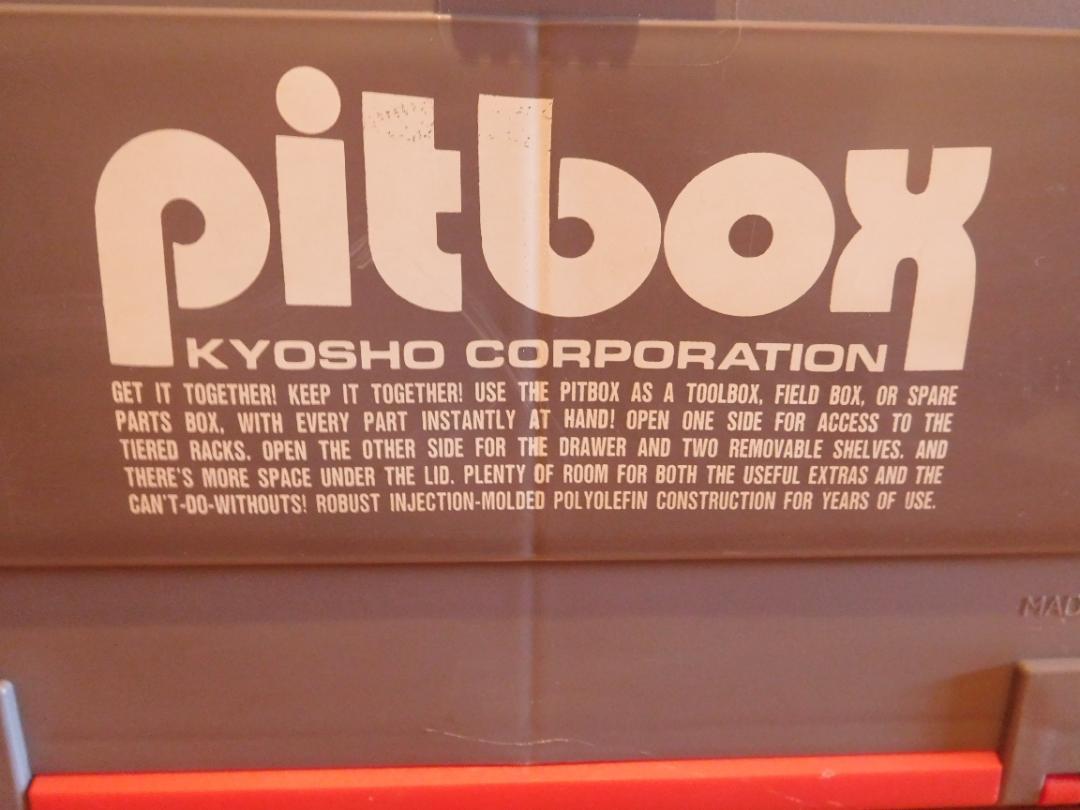 pitbox
KYOSHO CORPORATION
GET IT TOGETHER! KEEP IT TOGETHER! USE THE PITBOX AS A TOOLBOX, FIELD BOX, OR SPARE
PARTS BOX, WITH EVERY PART INSTANTLY AT HAND! OPEN ONE SIDE FOR ACCESS TO THE
TIERED RACKS. OPEN THE OTHER SIDE FOR THE DRAWER AND TWO REMOVABLE SHELVES. AND
THERE'S MORE SPACE UNDER THE LID. PLENTY OF ROOM FOR BOTH THE USEFUL EXTRAS AND THE
CAN'T-DO-WITHOUTS! ROBUST INJECTION-MOLDED POLYOLEFIN CONSTRUCTION FOR YEARS OF USE.
MAD